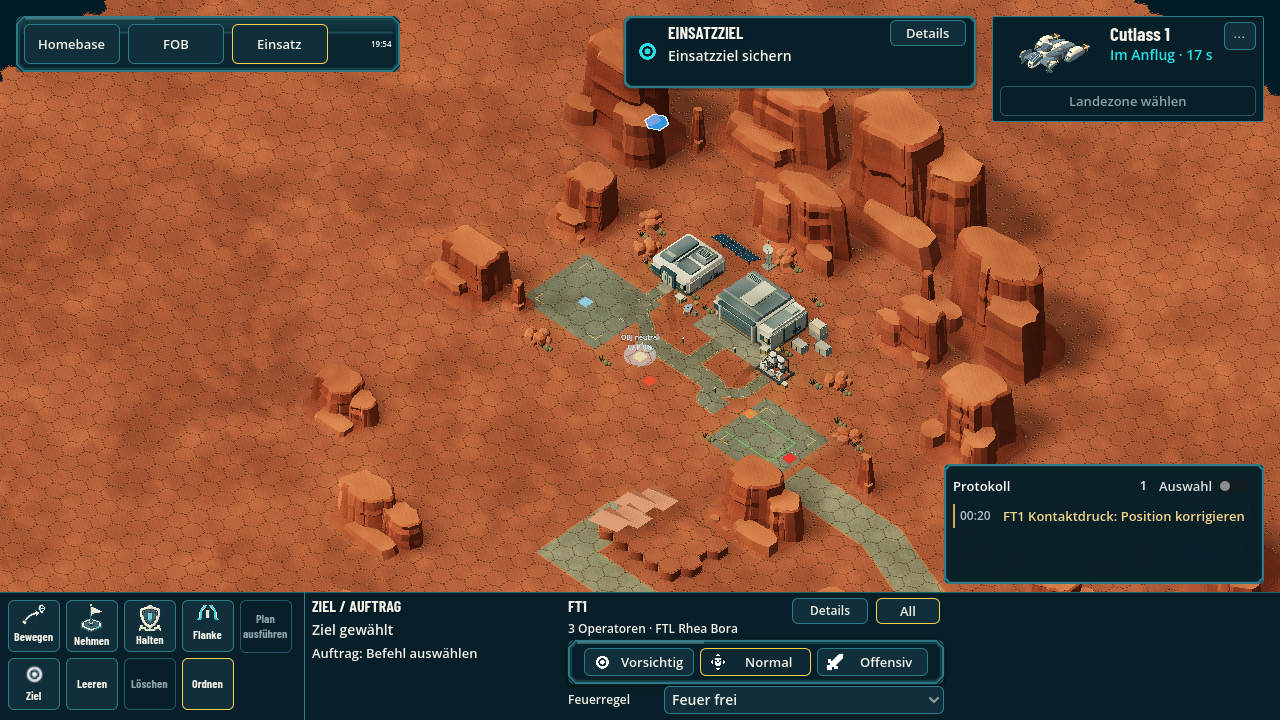 Homebase
FOB
Einsatz
19:54
EINSATZZIEL
Einsatzziel sichern
Details
Cutlass 1
...
Im Anflug · 17 s
Landezone wählen
OBJ neutral
Protokoll
1
Auswahl
00:20
FT1 Kontaktdruck: Position korrigieren
Bewegen
Nehmen
Halten
Flanke
Plan
ausführen
Ziel
Leeren
Löschen
Ordnen
ZIEL / AUFTRAG
Ziel gewählt
Auftrag: Befehl auswählen
FT1
Details
All
3 Operatoren · FTL Rhea Bora
Vorsichtig
Normal
Offensiv
Feuerregel
Feuer frei